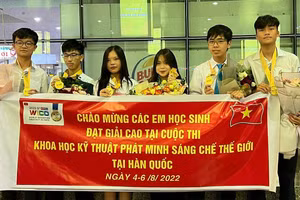 WICO
CHÀO MỪNG CÁC EM HỌC SINH
ĐẠT GIẢI CAO TẠI CUỘC THI
KHOA HỌC KỸ THUẬT PHÁT MINH SÁNG CHẾ THẾ GIỚI
TẠI HÀN QUỐC
NGÀY 4-6/8/2022